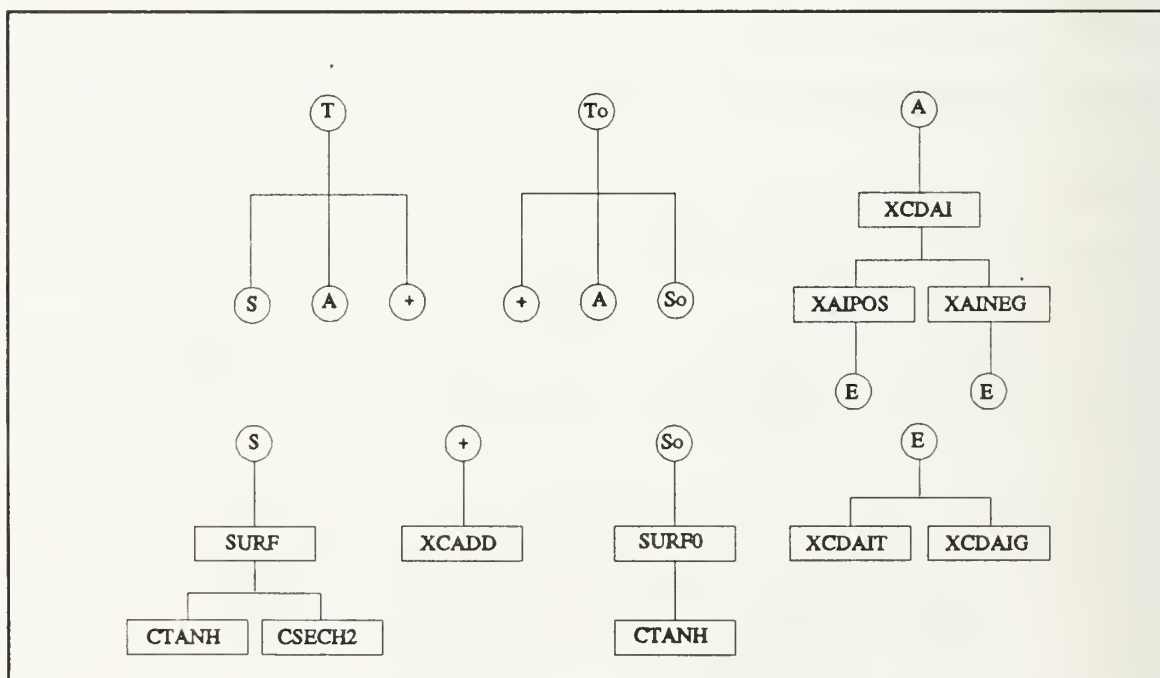 T To A
XCDAI
S A + + A So XAIPOS XAINEG
E E
S + So E
SURF XCADD SURF0 XCDAIT XCDAIG
CTANH CSECH2 CTANH